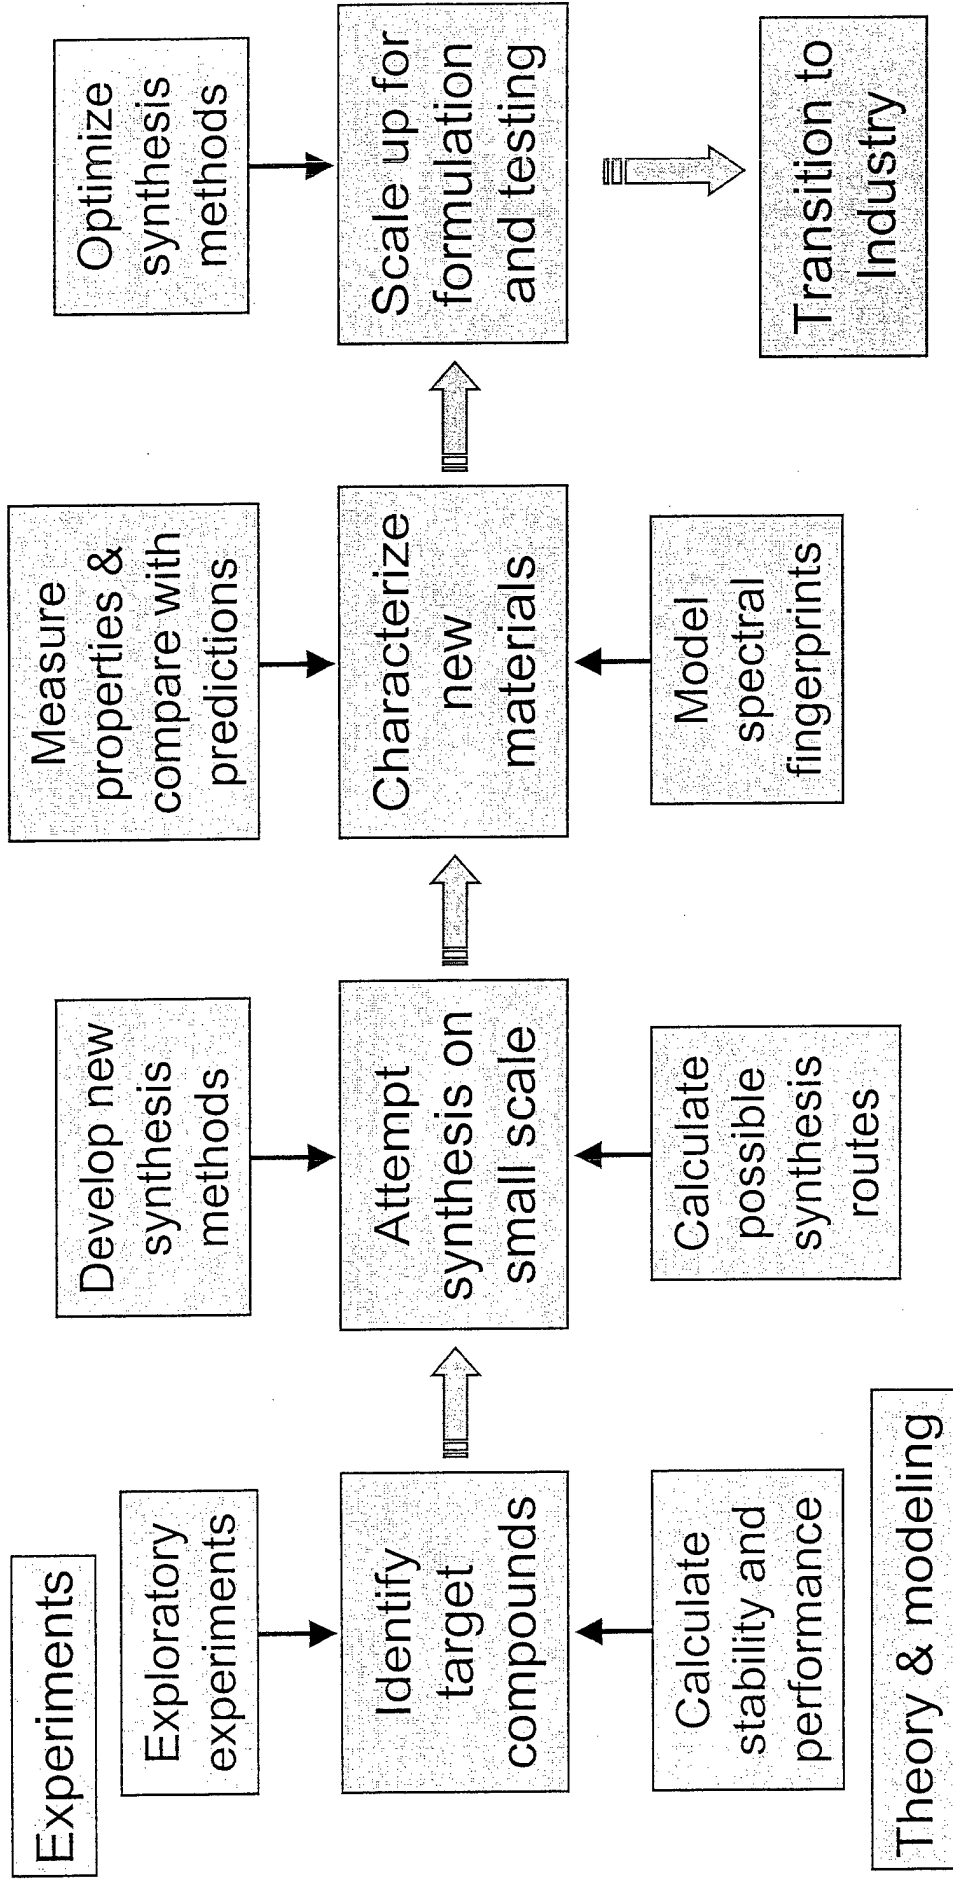 Experiments
Exploratory
experiments
Develop new
synthesis
methods
Measure
properties &
compare with
predictions
Optimize
synthesis
methods
Identify
target
compounds
Attempt
synthesis on
small scale
Characterize
new
materials
Scale up for
formulation
and testing
Calculate
stability and
performance
Calculate
possible
synthesis
routes
Model
spectral
fingerprints
Transition to
Industry
Theory & modeling